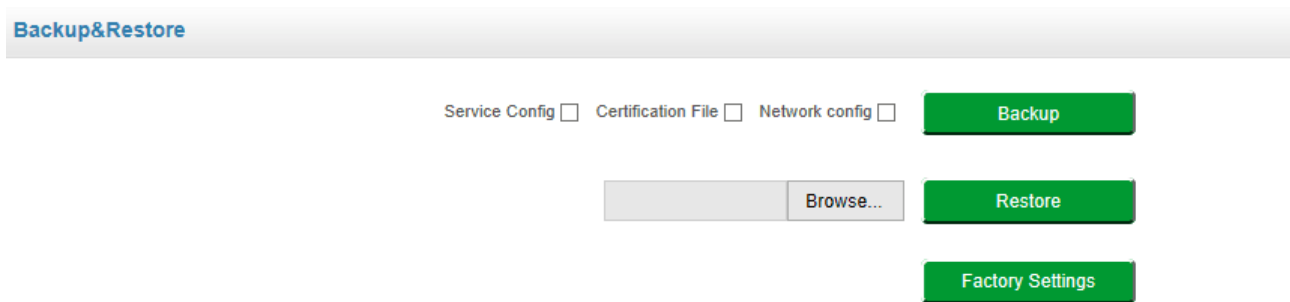 Backup&Restore
Service Config Certification File Network config Backup
Browse... Restore
Factory Settings